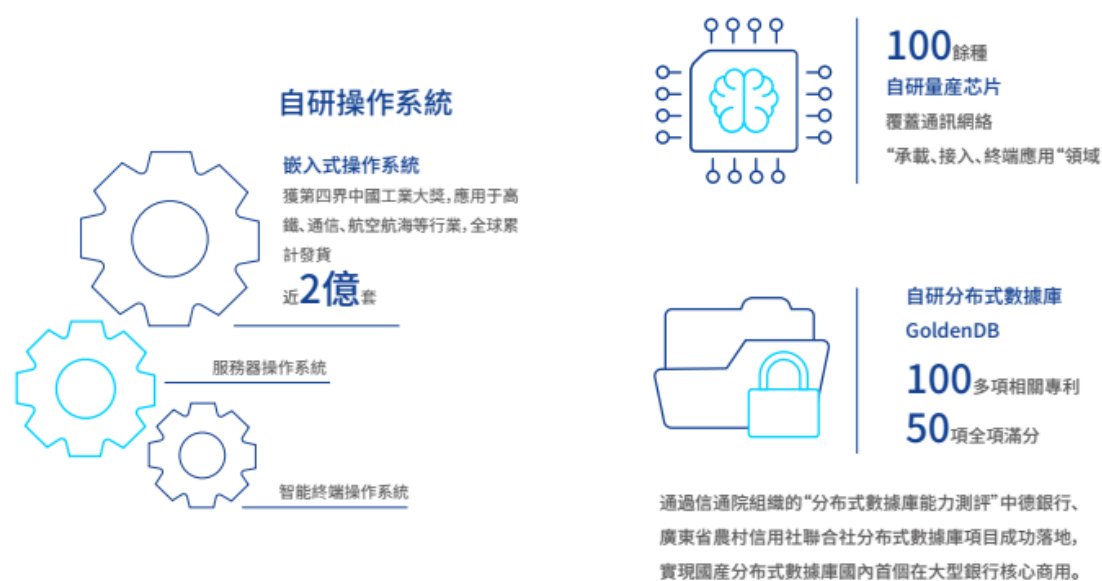 自研操作系統
嵌入式操作系統
獲第四界中國工業大獎,應用于高
鐵、通信、航空航海等行業,全球累
計發貨
近2億套
服務器操作系統
智能終端操作系統
100餘種
自研量産芯片
覆蓋通訊網絡
“承載、接入、終端應用“領域
自研分布式數據庫
GoldenDB
100多項相關專利
50項全項滿分
通過信通院組織的“分布式數據庫能力測評”中德銀行、
廣東省農村信用社聯合社分布式數據庫項目成功落地,
實現國産分布式數據庫國內首個在大型銀行核心商用。